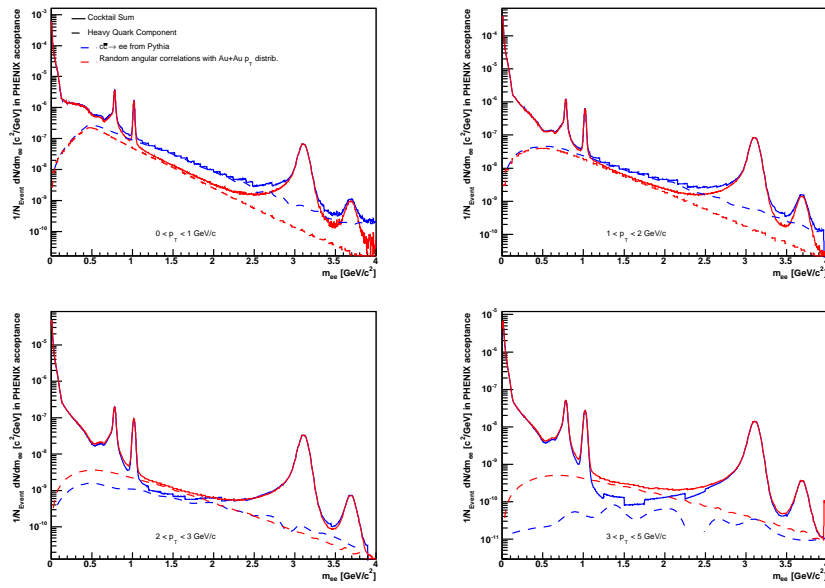 Cocktail Sum
Heavy Quark Component
cc̅→ ee from Pythia
Random angular correlations with Au+Au p_T distrib.
1/N_Event dN/dm_ee [c²/GeV] in PHENIX acceptance
10⁻³
10⁻⁴
10⁻⁵
10⁻⁶
10⁻⁷
10⁻⁸
10⁻⁹
10⁻¹⁰
0 < p_T < 1 GeV/c
0 0.5 1 1.5 2 2.5 3 3.5 4
m_ee [GeV/c²]
1/N_Event dN/dm_ee [c²/GeV] in PHENIX acceptance
10⁻⁴
10⁻⁵
10⁻⁶
10⁻⁷
10⁻⁸
10⁻⁹
10⁻¹⁰
1 < p_T < 2 GeV/c
0 0.5 1 1.5 2 2.5 3 3.5 4
m_ee [GeV/c²]
1/N_Event dN/dm_ee [c²/GeV] in PHENIX acceptance
10⁻⁴
10⁻⁵
10⁻⁶
10⁻⁷
10⁻⁸
10⁻⁹
10⁻¹⁰
2 < p_T < 3 GeV/c
0 0.5 1 1.5 2 2.5 3 3.5 4
m_ee [GeV/c²]
1/N_Event dN/dm_ee [c²/GeV] in PHENIX acceptance
10⁻⁵
10⁻⁶
10⁻⁷
10⁻⁸
10⁻⁹
10⁻¹⁰
10⁻¹¹
3 < p_T < 5 GeV/c
0 0.5 1 1.5 2 2.5 3 3.5 4
m_ee [GeV/c²]